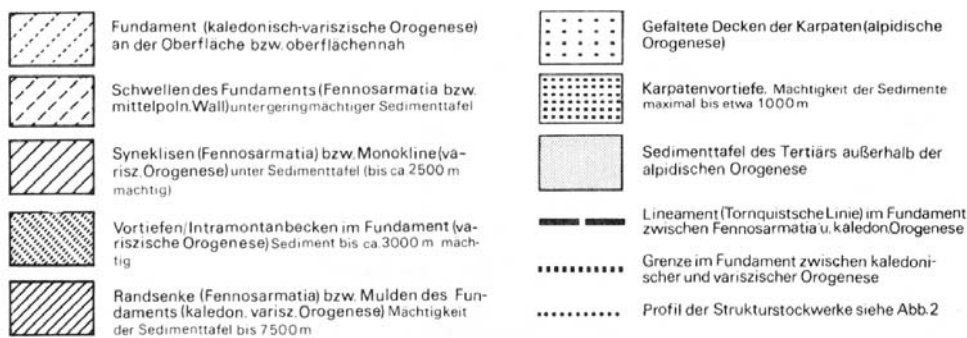 Fundament (kaledonisch-variszische Orogenese)
an der Oberfläche bzw. oberflächennah
Schwellen des Fundaments (Fennosarmatia bzw.
mittelpoln. Wall) unter geringmächtiger Sedimenttafel
Syneklisen (Fennosarmatia) bzw. Monokline (va-
risz. Orogenese) unter Sedimenttafel (bis ca 2500 m
mächtig)
Vortiefen/Intramontanbecken im Fundament (va-
riszische Orogenese) Sediment bis ca. 3000 m mäch-
tig
Randsenke (Fennosarmatia) bzw. Mulden des Fun-
daments (kaledon. varisz. Orogenese) Mächtigkeit
der Sedimenttafel bis 7500 m
Gefaltete Decken der Karpaten (alpidische
Orogenese)
Karpatenvortiefe. Mächtigkeit der Sedimente
maximal bis etwa 1000 m
Sedimenttafel des Tertiärs außerhalb der
alpidischen Orogenese
Lineament (Tornquistsche Linie) im Fundament
zwischen Fennosarmatia u. kaledon. Orogenese
Grenze im Fundament zwischen kaledoni-
scher und variszischer Orogenese
Profil der Strukturstockwerke siehe Abb. 2